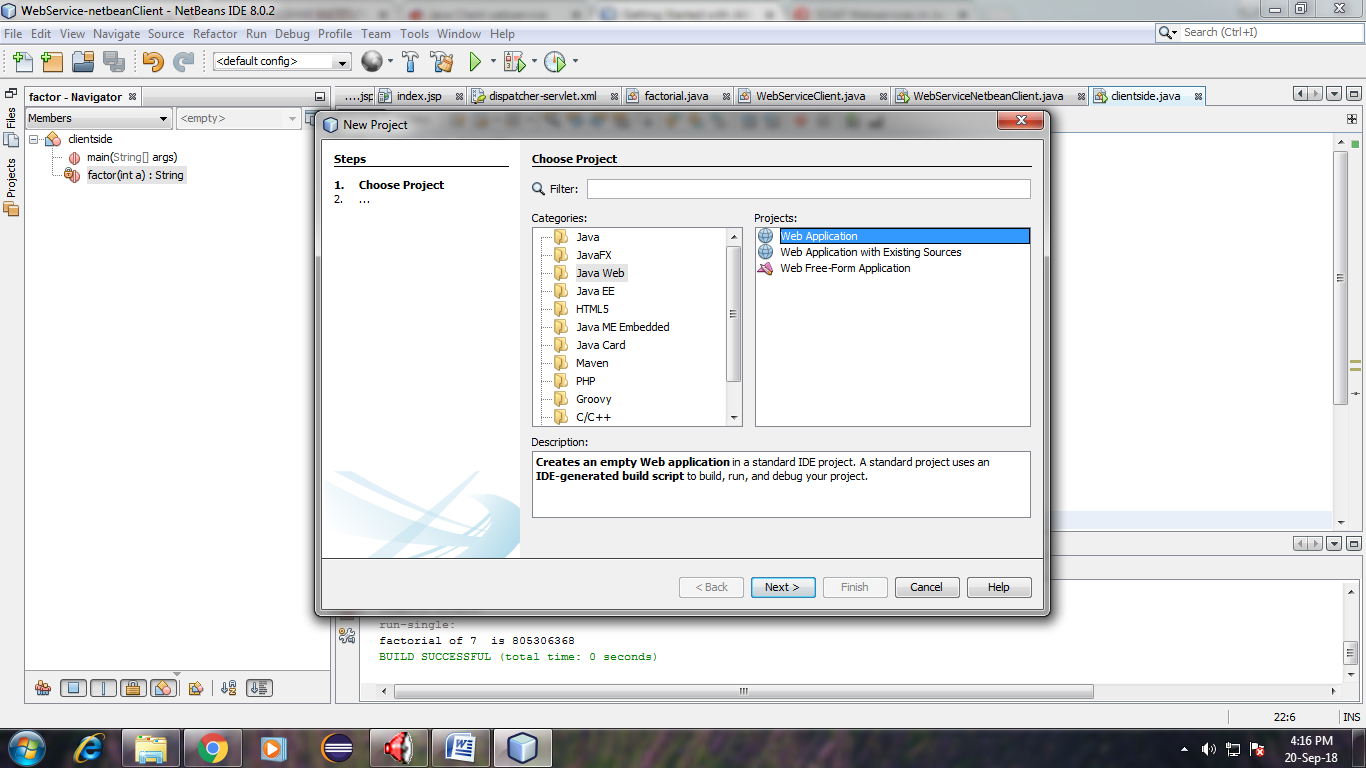 WebService-netbeanClient - NetBeans IDE 8.0.2
File Edit View Navigate Source Refactor Run Debug Profile Team Tools Window Help
Search (Ctrl+I)
<default config>
factor - Navigator
....jsp index.jsp dispatcher-servlet.xml factorial.java WebServiceClient.java WebServiceNetbeanClient.java clientside.java
Files
Projects
Members <empty>
clientside
main(String[] args)
factor(int a) : String
New Project
Steps
1. Choose Project
2. ...
Choose Project
Filter:
Categories:
Java
JavaFX
Java Web
Java EE
HTML5
Java ME Embedded
Java Card
Maven
PHP
Groovy
C/C++
Projects:
Web Application
Web Application with Existing Sources
Web Free-Form Application
Description:
Creates an empty Web application in a standard IDE project. A standard project uses an
IDE-generated build script to build, run, and debug your project.
< Back Next > Finish Cancel Help
run-single:
factorial of 7  is 805306368
BUILD SUCCESSFUL (total time: 0 seconds)
22:6 INS
4:16 PM
20-Sep-18